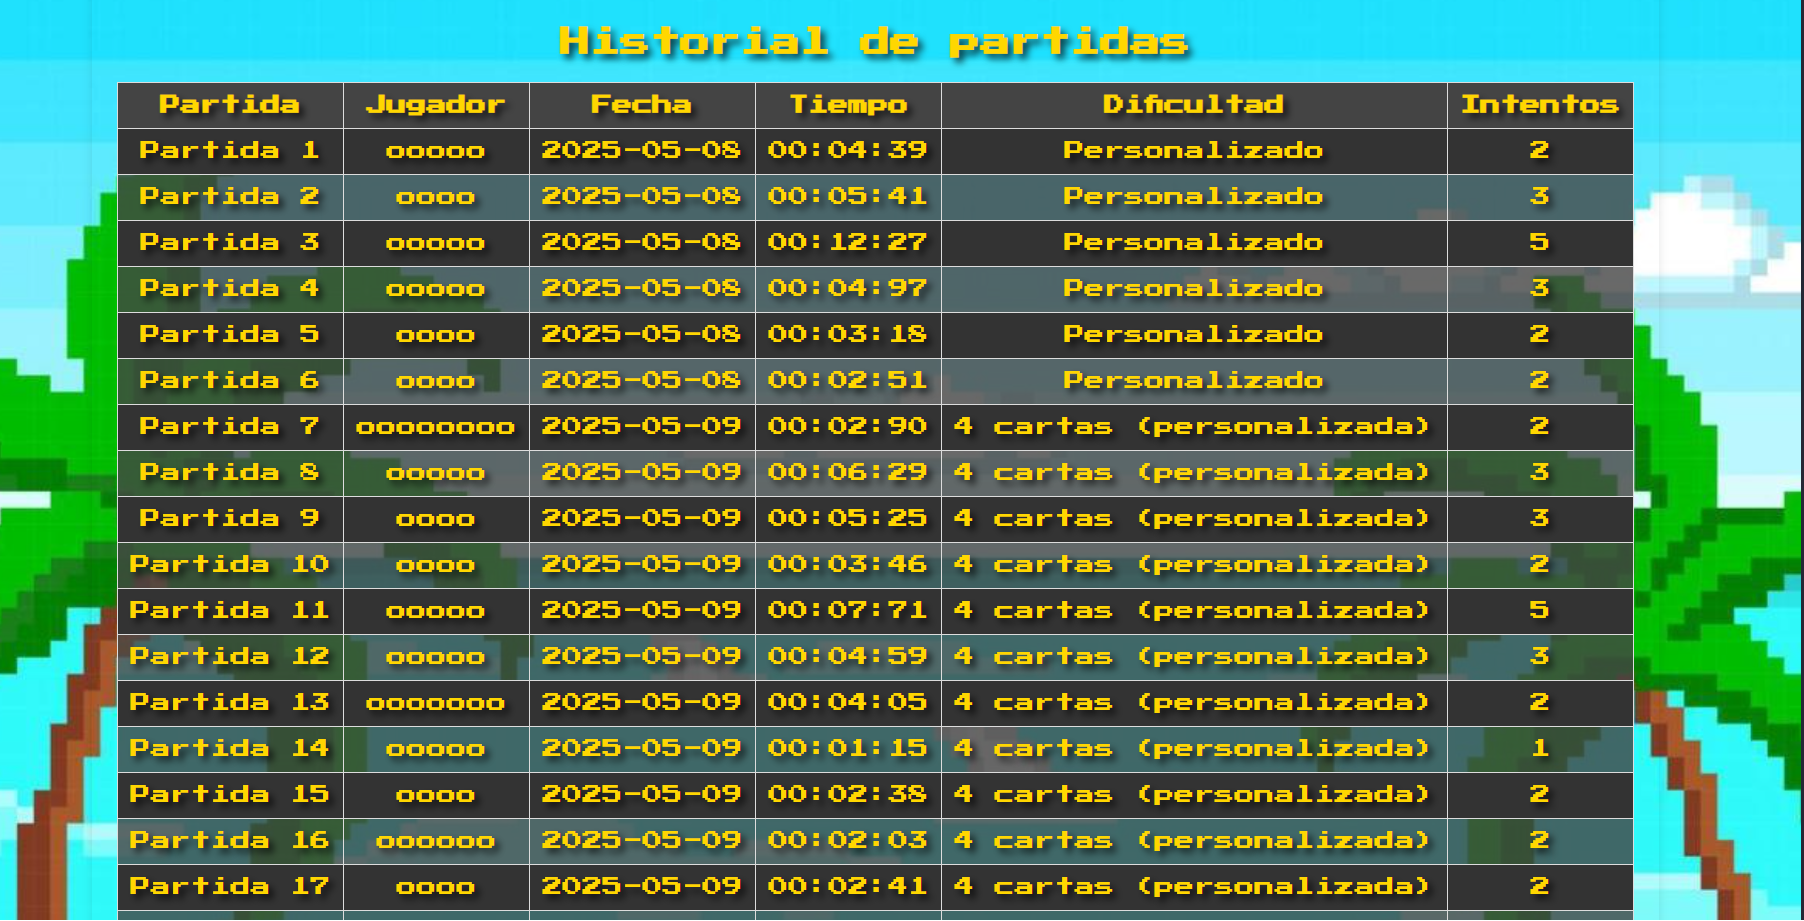 Historial de partidas
Partida Jugador Fecha Tiempo Dificultad Intentos
Partida 1 ooooo 2025-05-08 00:04:39 Personalizado 2
Partida 2 oooo 2025-05-08 00:05:41 Personalizado 3
Partida 3 ooooo 2025-05-08 00:12:27 Personalizado 5
Partida 4 ooooo 2025-05-08 00:04:97 Personalizado 3
Partida 5 oooo 2025-05-08 00:03:18 Personalizado 2
Partida 6 oooo 2025-05-08 00:02:51 Personalizado 2
Partida 7 oooooooo 2025-05-09 00:02:90 4 cartas (personalizada) 2
Partida 8 ooooo 2025-05-09 00:06:29 4 cartas (personalizada) 3
Partida 9 oooo 2025-05-09 00:05:25 4 cartas (personalizada) 3
Partida 10 oooo 2025-05-09 00:03:46 4 cartas (personalizada) 2
Partida 11 ooooo 2025-05-09 00:07:71 4 cartas (personalizada) 5
Partida 12 ooooo 2025-05-09 00:04:59 4 cartas (personalizada) 3
Partida 13 ooooooo 2025-05-09 00:04:05 4 cartas (personalizada) 2
Partida 14 ooooo 2025-05-09 00:01:15 4 cartas (personalizada) 1
Partida 15 oooo 2025-05-09 00:02:38 4 cartas (personalizada) 2
Partida 16 oooooo 2025-05-09 00:02:03 4 cartas (personalizada) 2
Partida 17 oooo 2025-05-09 00:02:41 4 cartas (personalizada) 2